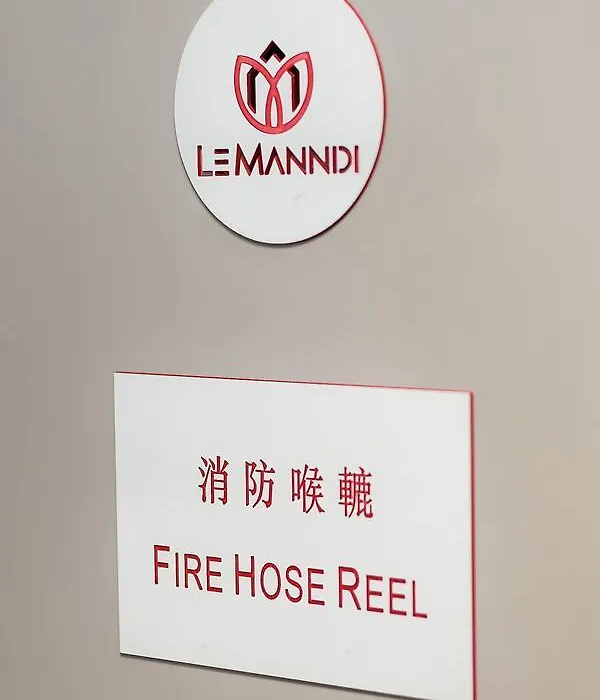 LEMANNDI
消防喉轆
FIRE HOSE REEL